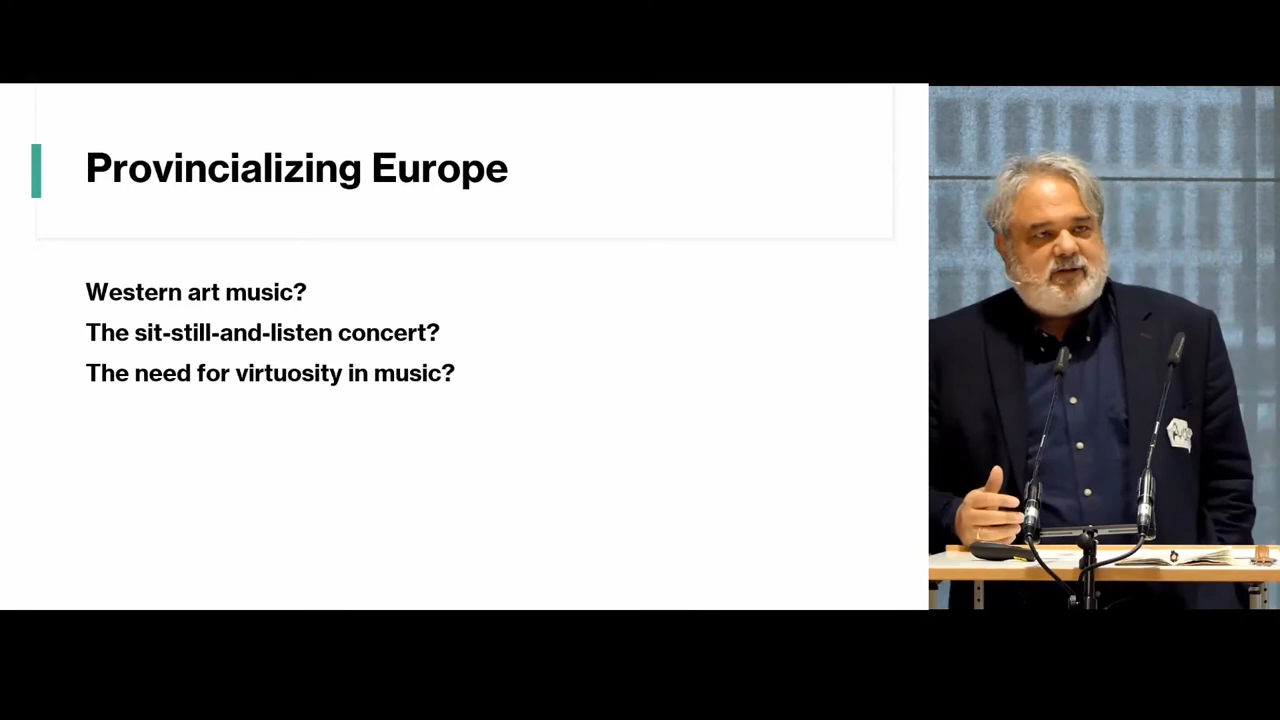 Provincializing Europe
Western art music?
The sit-still-and-listen concert?
The need for virtuosity in music?